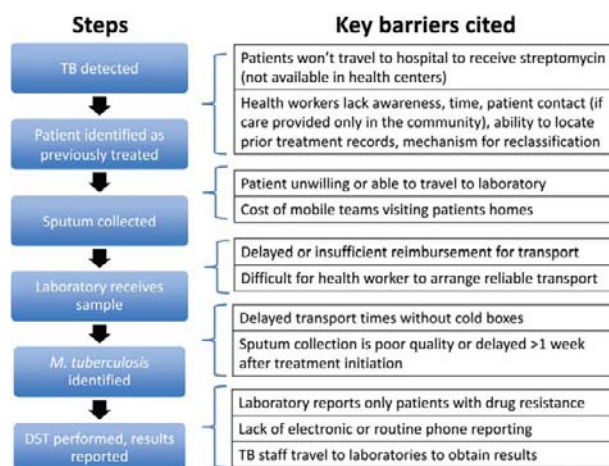 Steps
Key barriers cited
TB detected
Patient identified as
previously treated
Sputum collected
Laboratory receives
sample
M. tuberculosis
identified
DST performed, results
reported
Patients won't travel to hospital to receive streptomycin
(not available in health centers)
Health workers lack awareness, time, patient contact (if
care provided only in the community), ability to locate
prior treatment records, mechanism for reclassification
Patient unwilling or able to travel to laboratory
Cost of mobile teams visiting patients homes
Delayed or insufficient reimbursement for transport
Difficult for health worker to arrange reliable transport
Delayed transport times without cold boxes
Sputum collection is poor quality or delayed >1 week
after treatment initiation
Laboratory reports only patients with drug resistance
Lack of electronic or routine phone reporting
TB staff travel to laboratories to obtain results